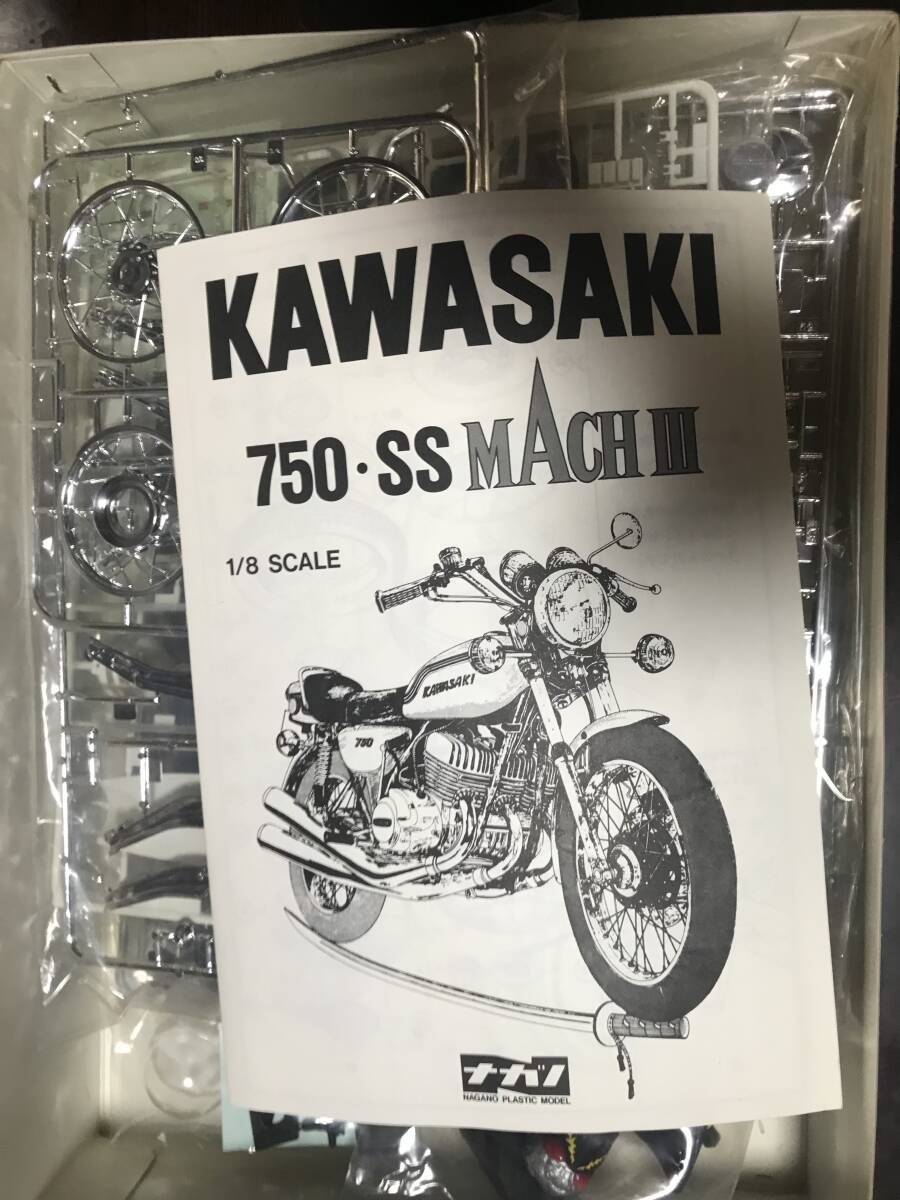 KAWASAKI
750·SS MACH III
1/8 SCALE
KAWASAKI
750
ナガノ
NAGANO PLASTIC MODEL